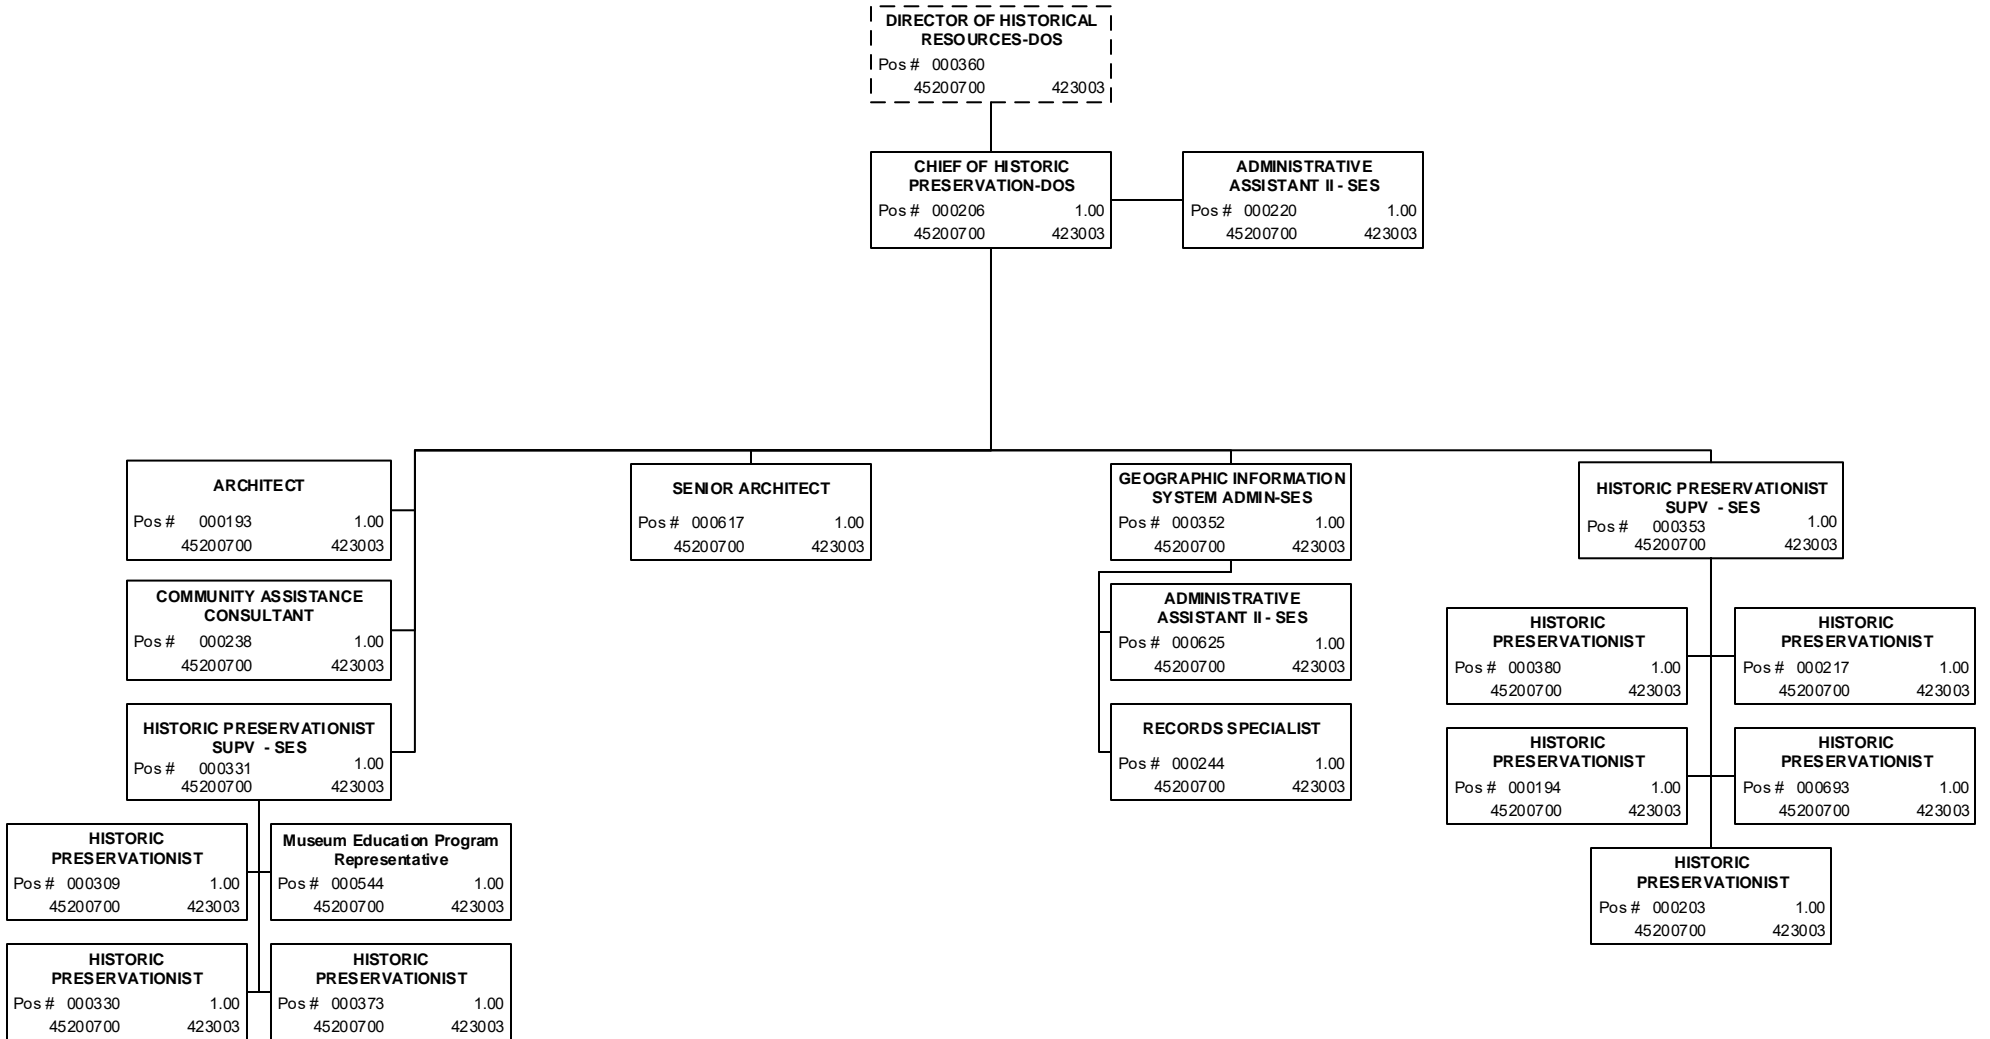 DIRECTOR OF HISTORICAL
RESOURCES-DOS
Pos # 000360
45200700 423003
CHIEF OF HISTORIC
PRESERVATION-DOS
Pos # 000206 1.00
45200700 423003
ADMINISTRATIVE
ASSISTANT II - SES
Pos # 000220 1.00
45200700 423003
ARCHITECT
Pos # 000193 1.00
45200700 423003
COMMUNITY ASSISTANCE
CONSULTANT
Pos # 000238 1.00
45200700 423003
HISTORIC PRESERVATIONIST
SUPV - SES
Pos # 000331 1.00
45200700 423003
HISTORIC
PRESERVATIONIST
Pos # 000309 1.00
45200700 423003
Museum Education Program
Representative
Pos # 000544 1.00
45200700 423003
HISTORIC
PRESERVATIONIST
Pos # 000330 1.00
45200700 423003
HISTORIC
PRESERVATIONIST
Pos # 000373 1.00
45200700 423003
SENIOR ARCHITECT
Pos # 000617 1.00
45200700 423003
GEOGRAPHIC INFORMATION
SYSTEM ADMIN-SES
Pos # 000352 1.00
45200700 423003
ADMINISTRATIVE
ASSISTANT II - SES
Pos # 000625 1.00
45200700 423003
RECORDS SPECIALIST
Pos # 000244 1.00
45200700 423003
HISTORIC PRESERVATIONIST
SUPV - SES
Pos # 000353 1.00
45200700 423003
HISTORIC
PRESERVATIONIST
Pos # 000380 1.00
45200700 423003
HISTORIC
PRESERVATIONIST
Pos # 000217 1.00
45200700 423003
HISTORIC
PRESERVATIONIST
Pos # 000194 1.00
45200700 423003
HISTORIC
PRESERVATIONIST
Pos # 000693 1.00
45200700 423003
HISTORIC
PRESERVATIONIST
Pos # 000203 1.00
45200700 423003